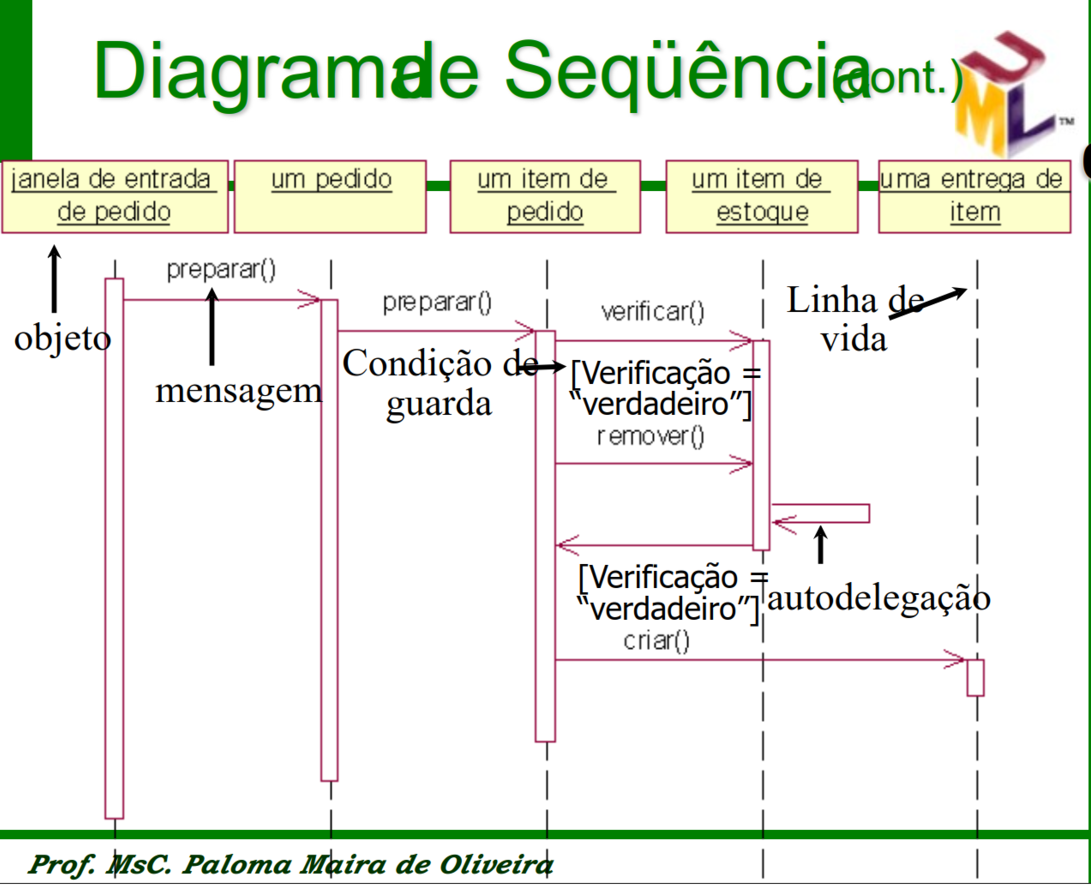 Diagrama de Seqüência (cont.)
UML ™
janela de entrada
de pedido
um pedido
um item de
pedido
um item de
estoque
uma entrega de
item
preparar()
preparar()
verificar()
Linha de
vida
objeto
mensagem
Condição de
guarda
[Verificação =
“verdadeiro”]
remover()
[Verificação =
“verdadeiro”]
autodelegação
criar()
Prof. MsC. Paloma Maira de Oliveira